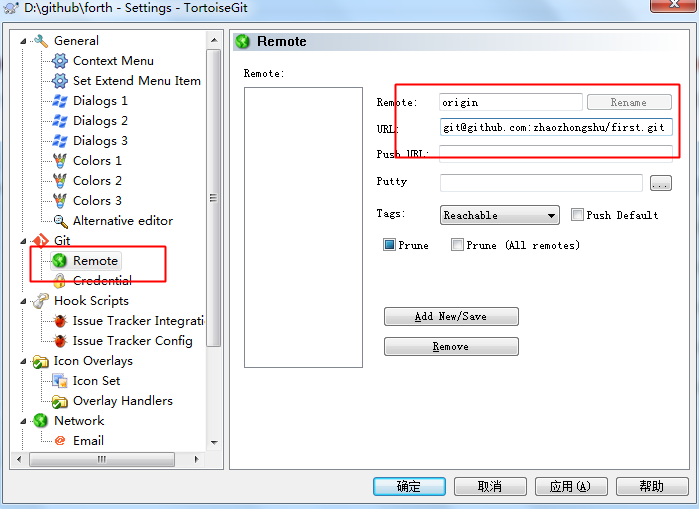 D:\github\forth - Settings - TortoiseGit
General
Context Menu
Set Extend Menu Item
Dialogs 1
Dialogs 2
Dialogs 3
Colors 1
Colors 2
Colors 3
Alternative editor
Git
Remote
Credential
Hook Scripts
Issue Tracker Integratio
Issue Tracker Config
Icon Overlays
Icon Set
Overlay Handlers
Network
Email
Remote
Remote:
Remote: origin Rename
URL: git@github.com:zhaozhongshu/first.git
Push URL:
Putty ...
Tags: Reachable Push Default
Prune Prune (All remotes)
Add New/Save
Remove
确定 取消 应用(A) 帮助